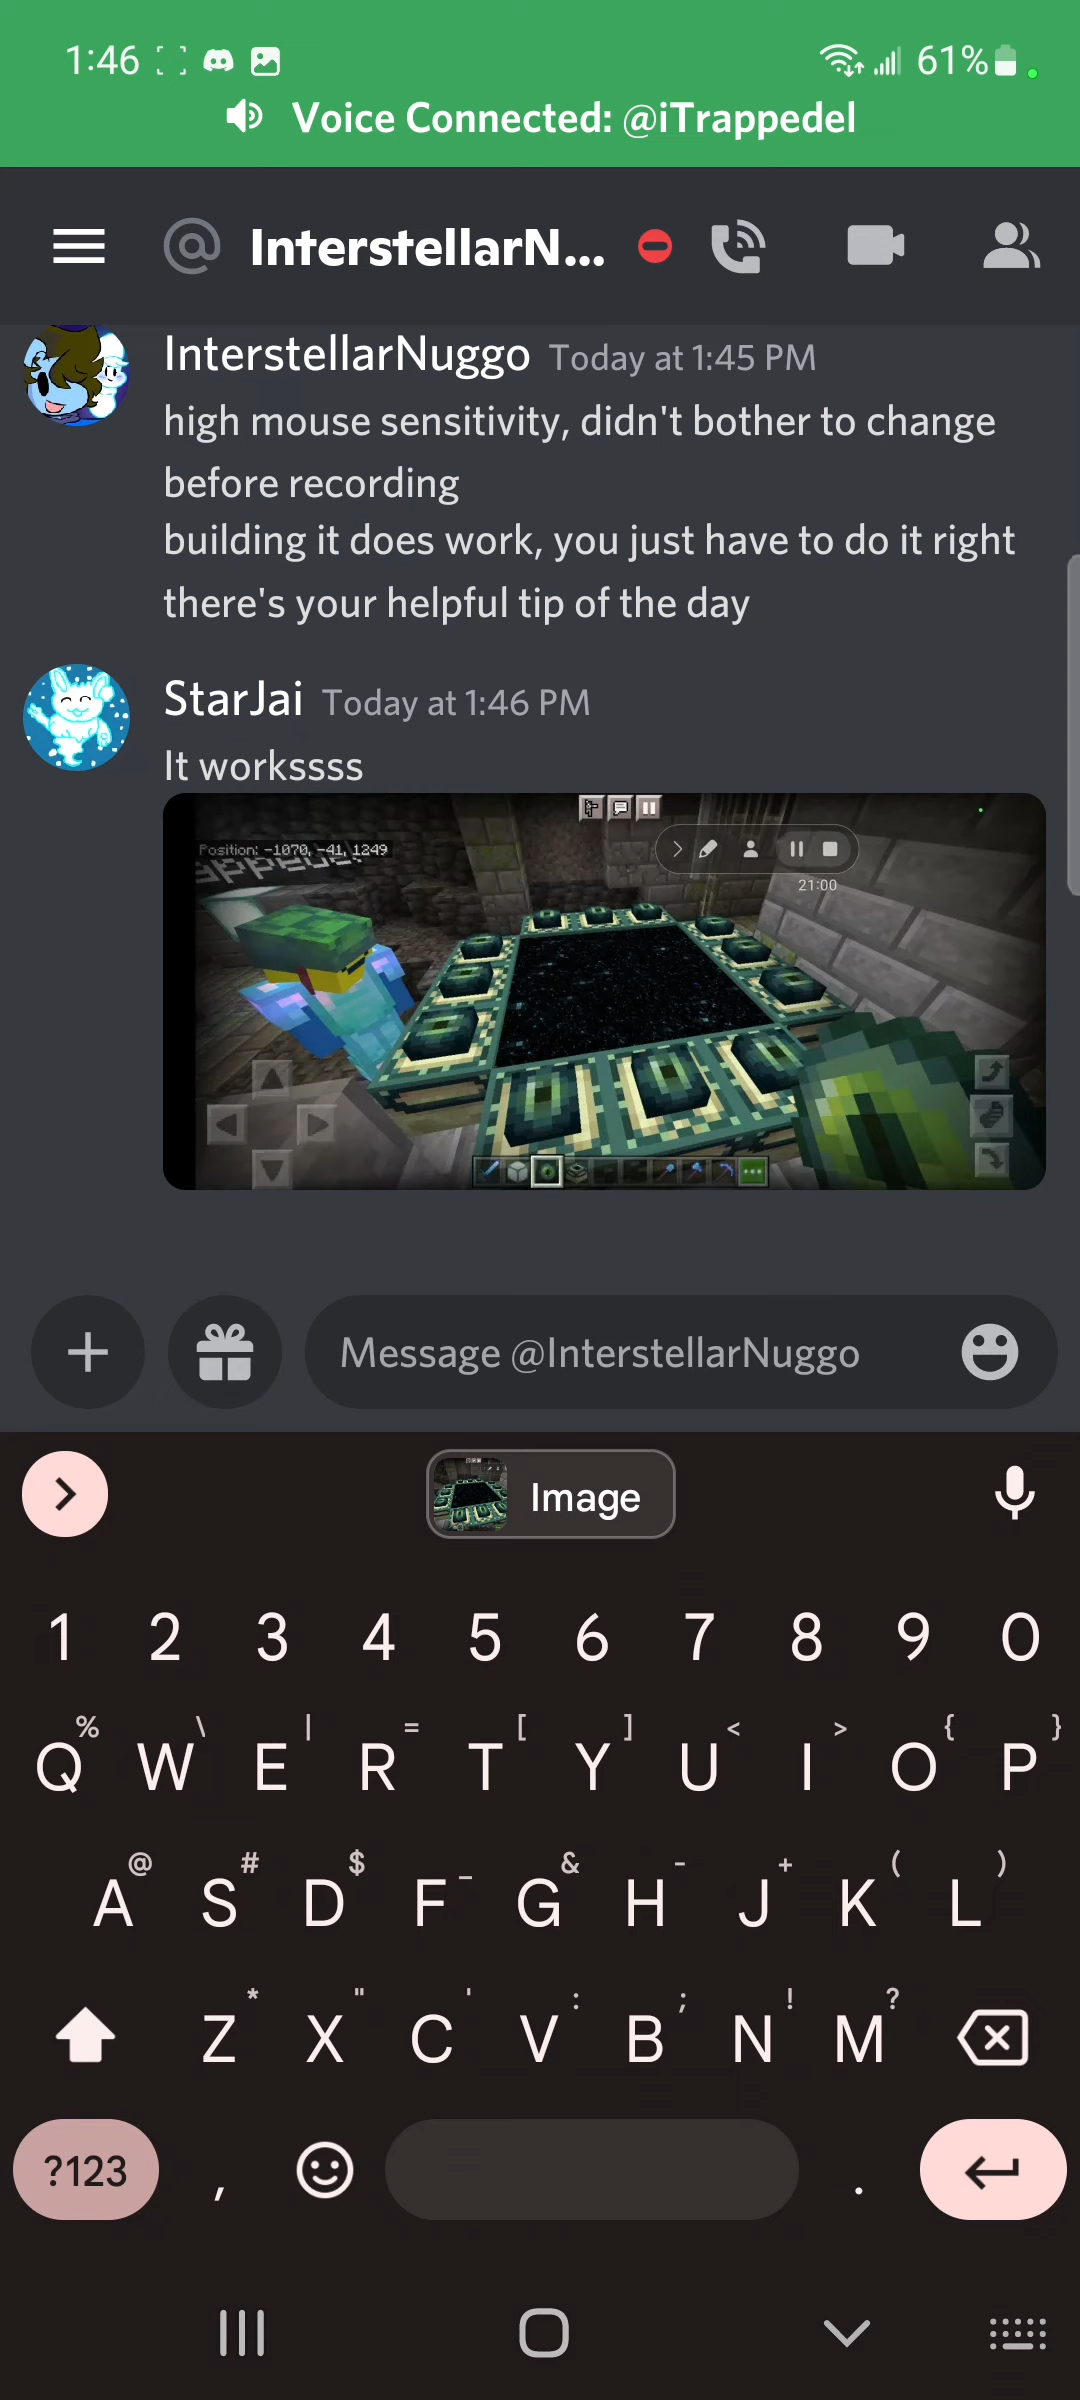 1:46
61%
Voice Connected: @iTrappedel
@ InterstellarN...
InterstellarNuggo Today at 1:45 PM
high mouse sensitivity, didn't bother to change
before recording
building it does work, you just have to do it right
there's your helpful tip of the day
StarJai Today at 1:46 PM
It workssss
Position: -1070, -41, 1249
21:00
Message @InterstellarNuggo
Image
1 2 3 4 5 6 7 8 9 0
% \ | = [ ] < > { }
Q W E R T Y U I O P
@ # $ _ & - + ( )
A S D F G H J K L
* " ' : ; ! ?
Z X C V B N M
?123 , .